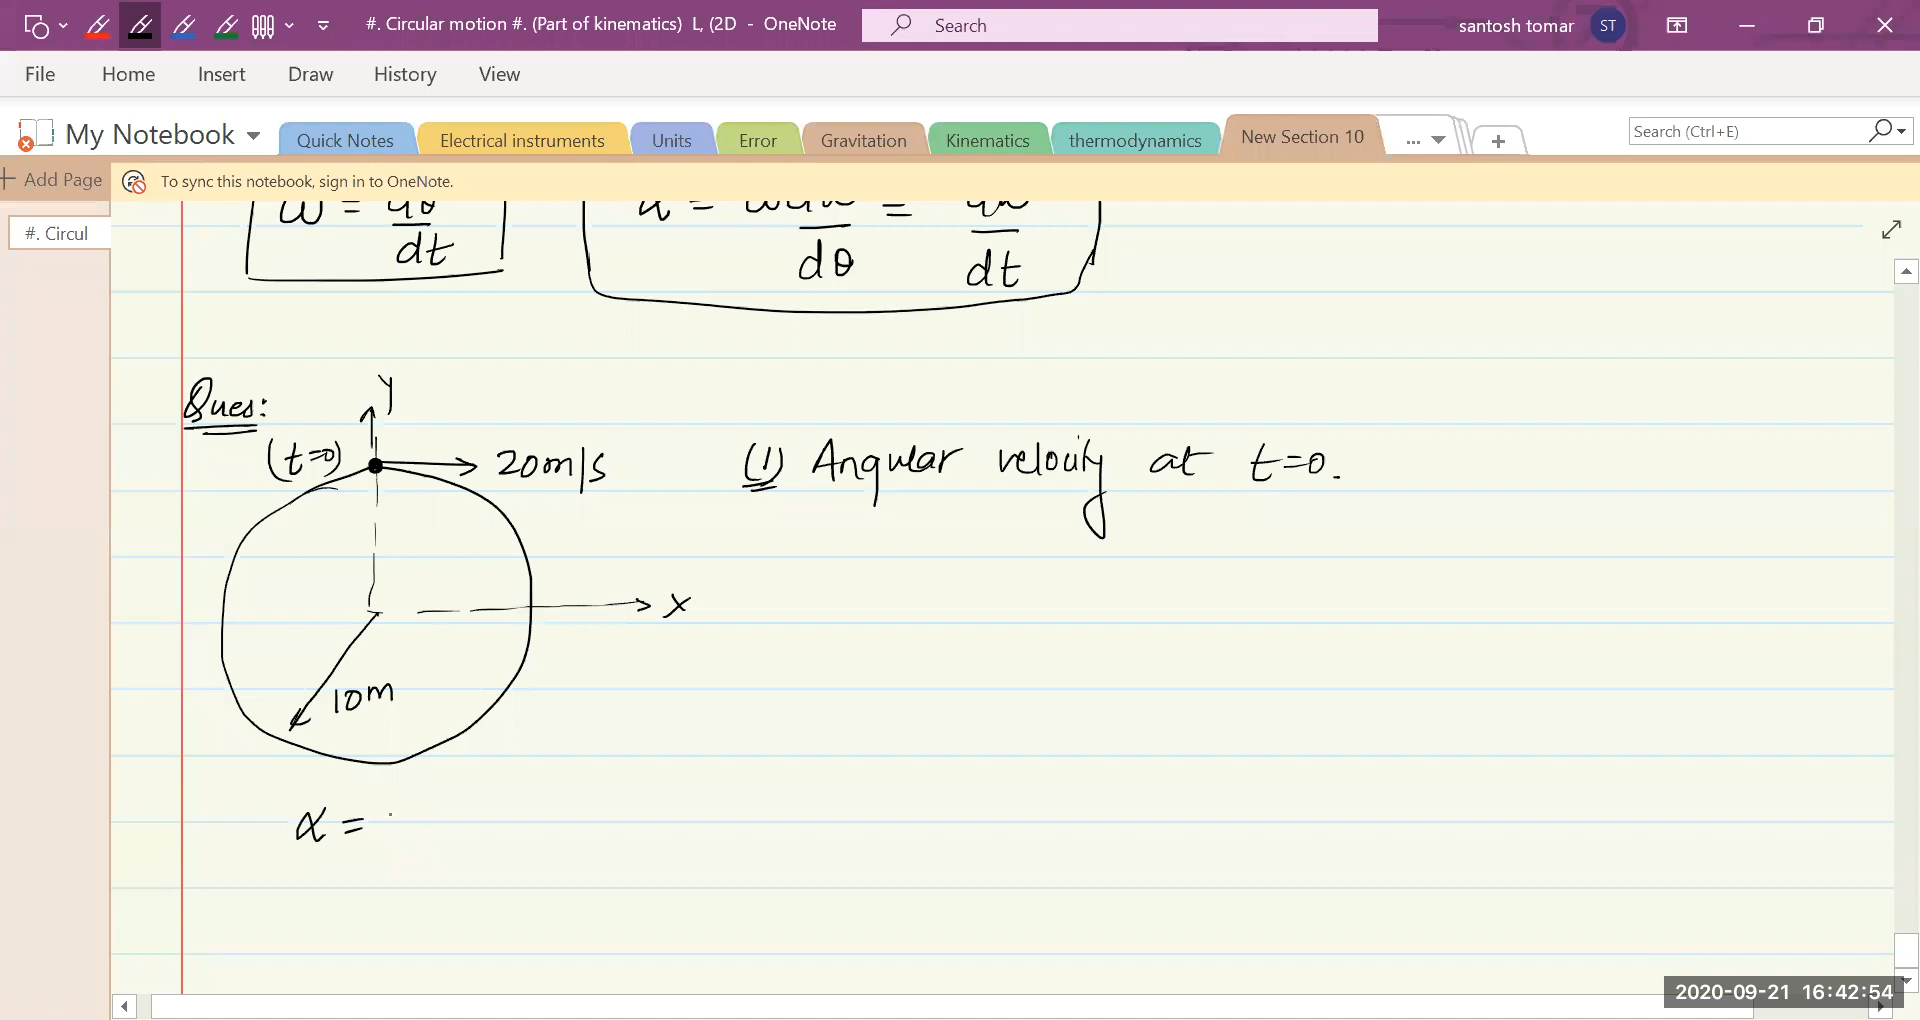 #. Circular motion #. (Part of kinematics) L, (2D - OneNote
Search
santosh tomar
ST
File Home Insert Draw History View
My Notebook
Quick Notes
Electrical instruments
Units
Error
Gravitation
Kinematics
thermodynamics
New Section 10
...
Search (Ctrl+E)
+ Add Page
To sync this notebook, sign in to OneNote.
#. Circul
ω = dθ/dt
α = ωdω/dθ = dω/dt
Ques:
Y
(t=0)
20m/s
(1) Angular velocity at t=0.
X
10m
α =
2020-09-21 16:42:54